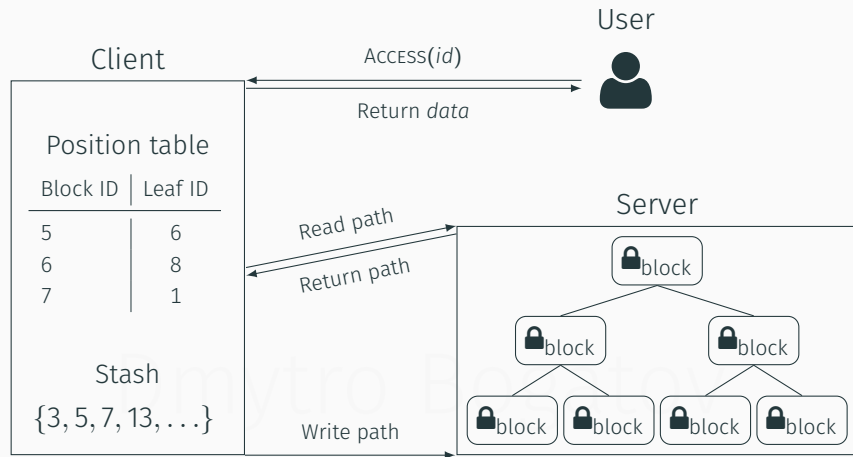 User
Client
ACCESS(id)
Return data
Position table
Block ID Leaf ID
5 6
6 8
7 1
Read path
Return path
Server
block
block block
block block block block
Stash
{3, 5, 7, 13, . . .}
Write path